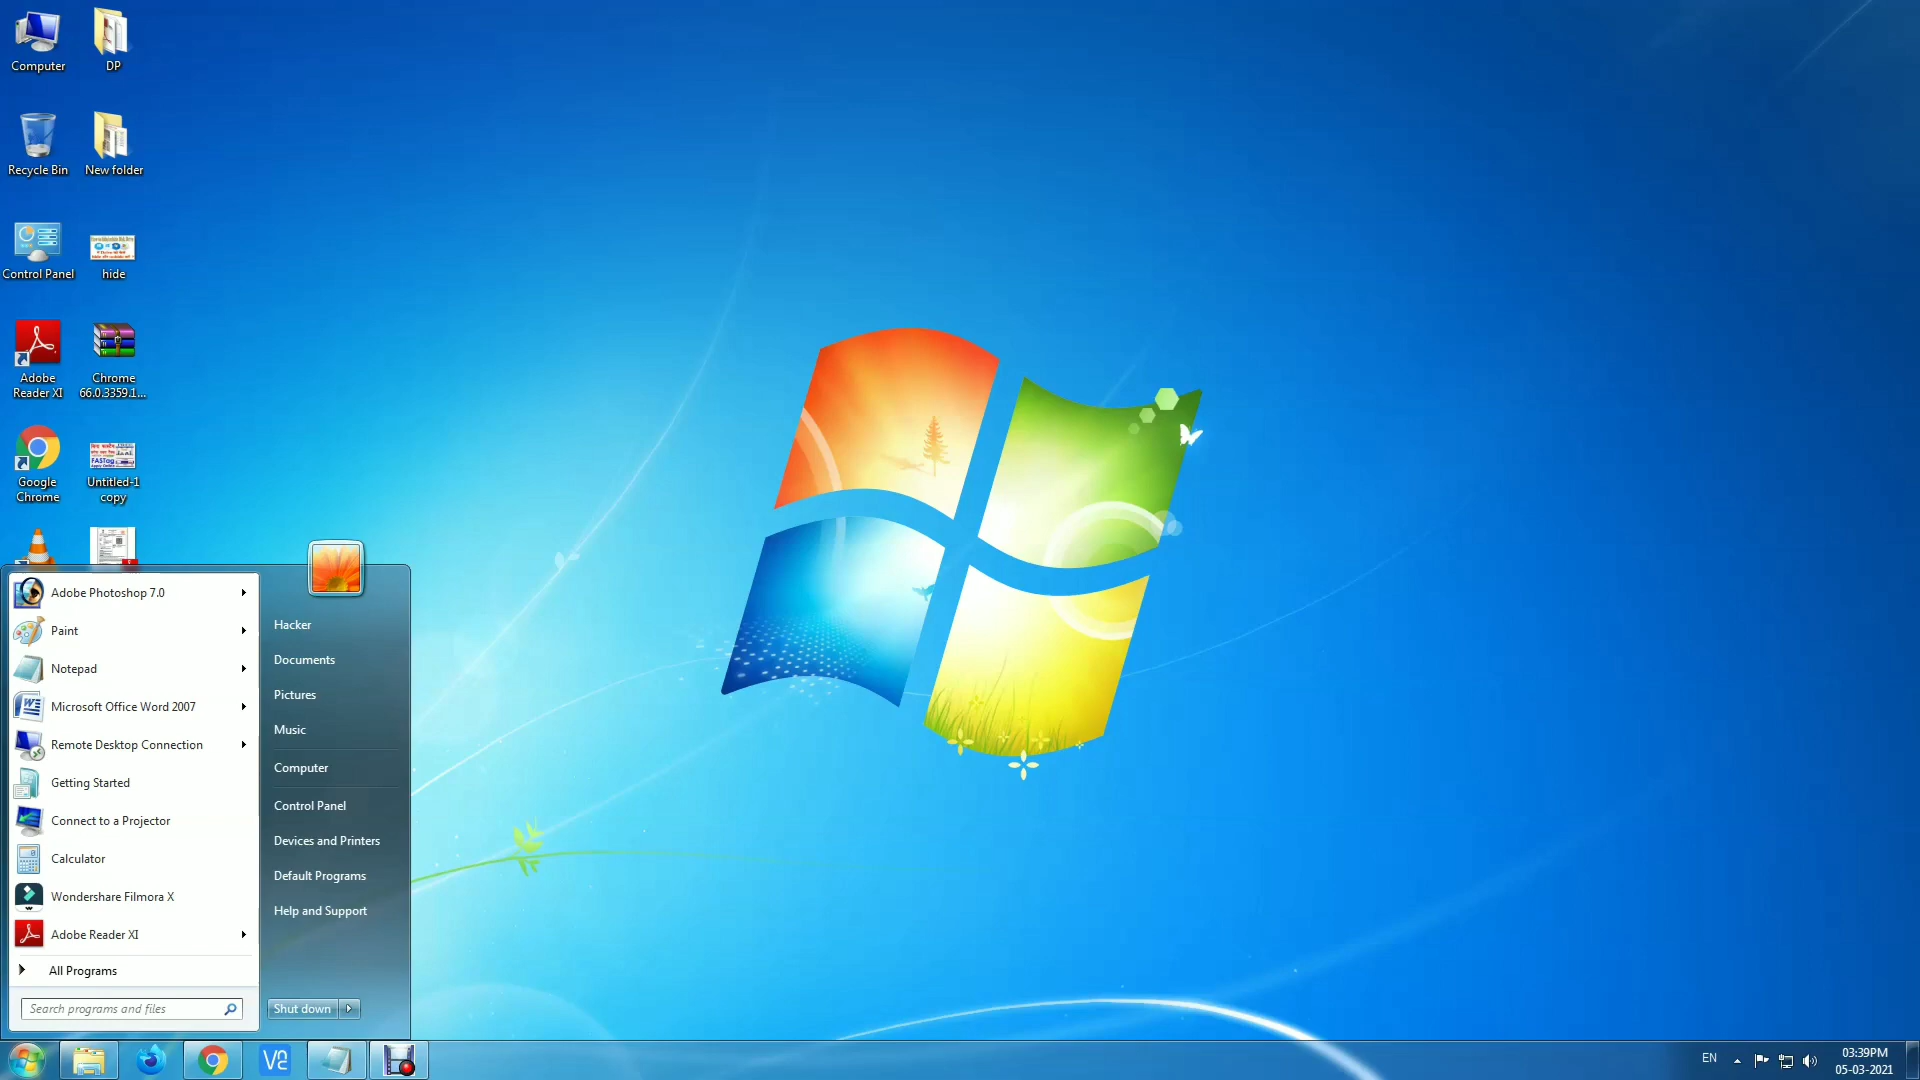 Computer
DP
Recycle Bin
New folder
Control Panel
hide
Adobe
Reader XI
Chrome
66.0.3359.1...
Google
Chrome
FASTag
Untitled-1
copy
Adobe Photoshop 7.0
Paint
Notepad
Microsoft Office Word 2007
Remote Desktop Connection
Getting Started
Connect to a Projector
Calculator
Wondershare Filmora X
Adobe Reader XI
All Programs
Search programs and files
Hacker
Documents
Pictures
Music
Computer
Control Panel
Devices and Printers
Default Programs
Help and Support
Shut down
EN
03:39PM
05-03-2021